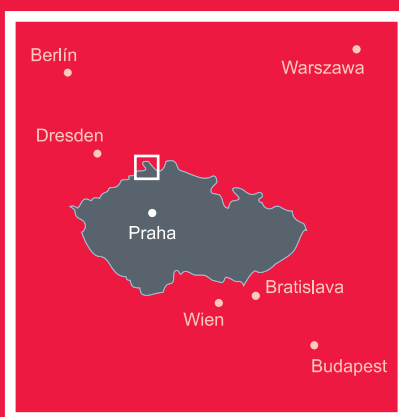 Berlín
Warszawa
Dresden
Praha
Bratislava
Wien
Budapest